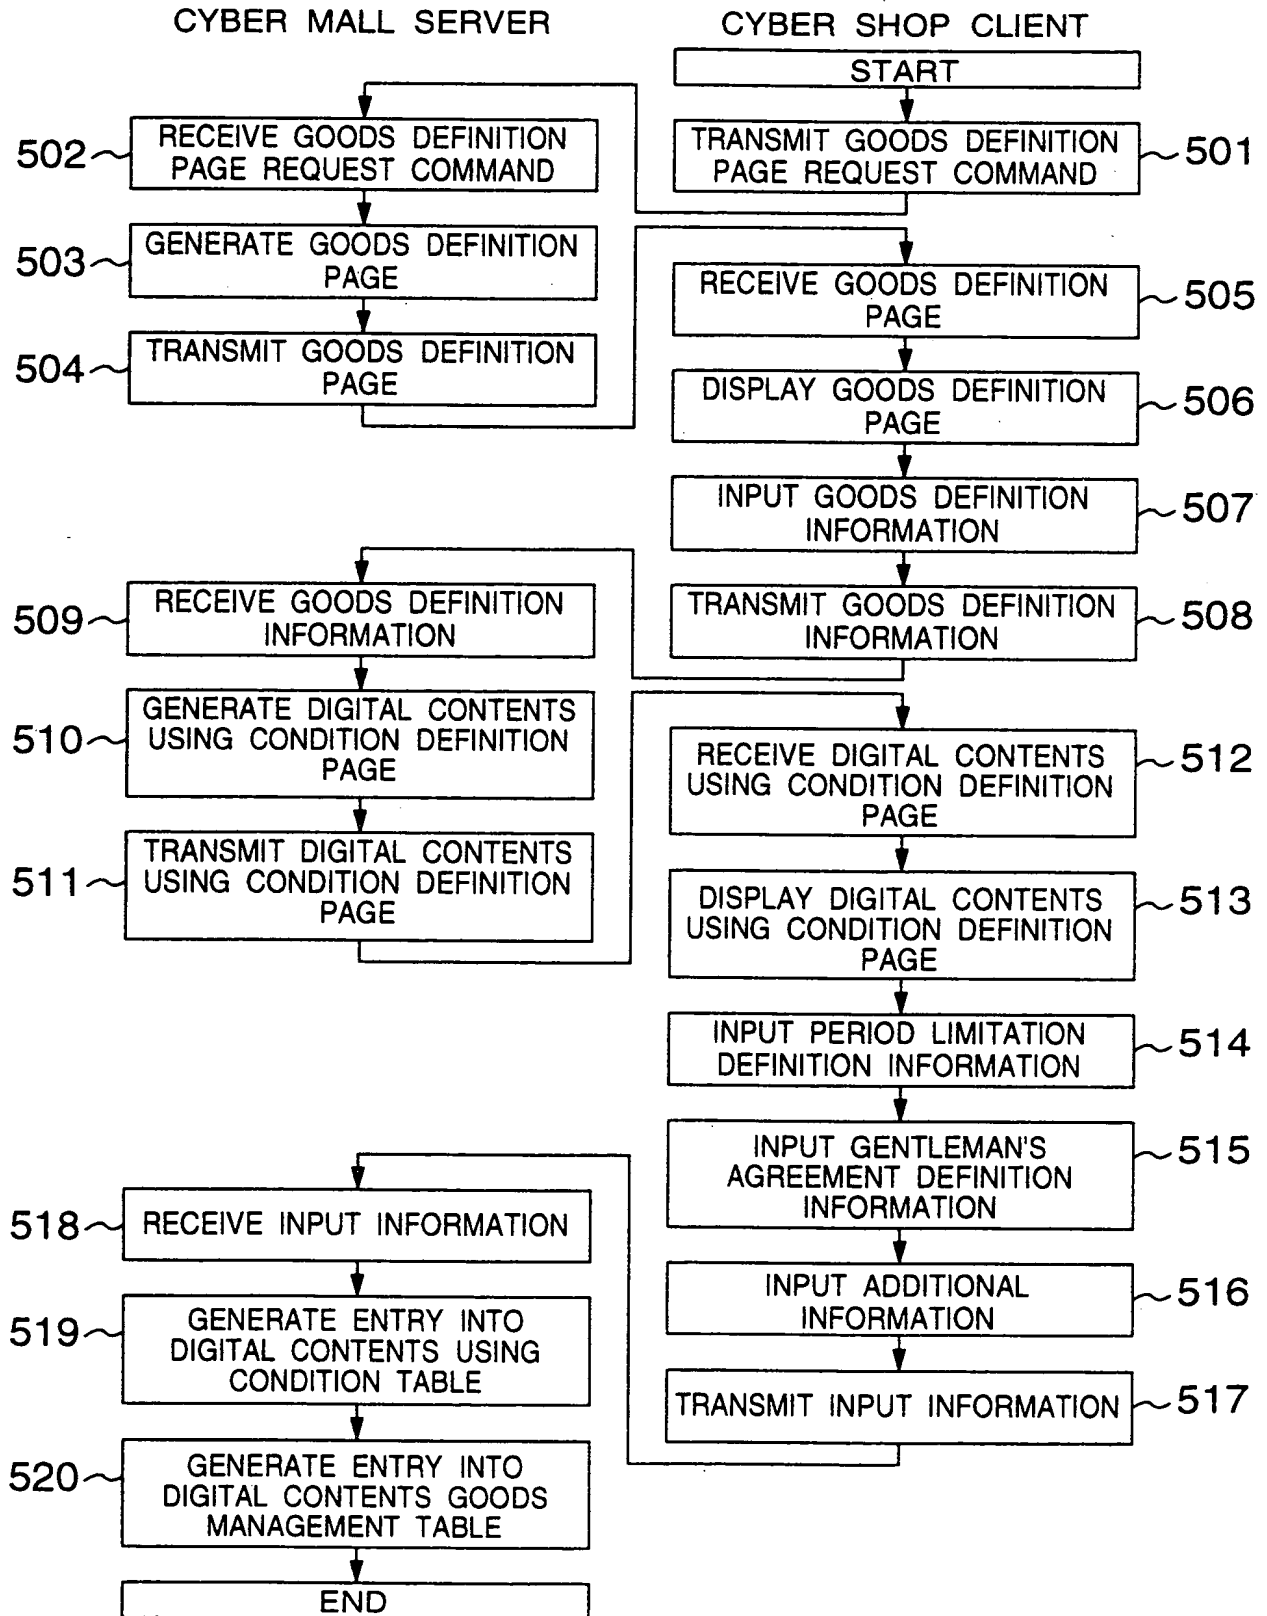 CYBER MALL SERVER
CYBER SHOP CLIENT
START
501
TRANSMIT GOODS DEFINITION
PAGE REQUEST COMMAND
502
RECEIVE GOODS DEFINITION
PAGE REQUEST COMMAND
503
GENERATE GOODS DEFINITION
PAGE
504
TRANSMIT GOODS DEFINITION
PAGE
505
RECEIVE GOODS DEFINITION
PAGE
506
DISPLAY GOODS DEFINITION
PAGE
507
INPUT GOODS DEFINITION
INFORMATION
508
TRANSMIT GOODS DEFINITION
INFORMATION
509
RECEIVE GOODS DEFINITION
INFORMATION
510
GENERATE DIGITAL CONTENTS
USING CONDITION DEFINITION
PAGE
511
TRANSMIT DIGITAL CONTENTS
USING CONDITION DEFINITION
PAGE
512
RECEIVE DIGITAL CONTENTS
USING CONDITION DEFINITION
PAGE
513
DISPLAY DIGITAL CONTENTS
USING CONDITION DEFINITION
PAGE
514
INPUT PERIOD LIMITATION
DEFINITION INFORMATION
515
INPUT GENTLEMAN'S
AGREEMENT DEFINITION
INFORMATION
516
INPUT ADDITIONAL
INFORMATION
517
TRANSMIT INPUT INFORMATION
518
RECEIVE INPUT INFORMATION
519
GENERATE ENTRY INTO
DIGITAL CONTENTS USING
CONDITION TABLE
520
GENERATE ENTRY INTO
DIGITAL CONTENTS GOODS
MANAGEMENT TABLE
END